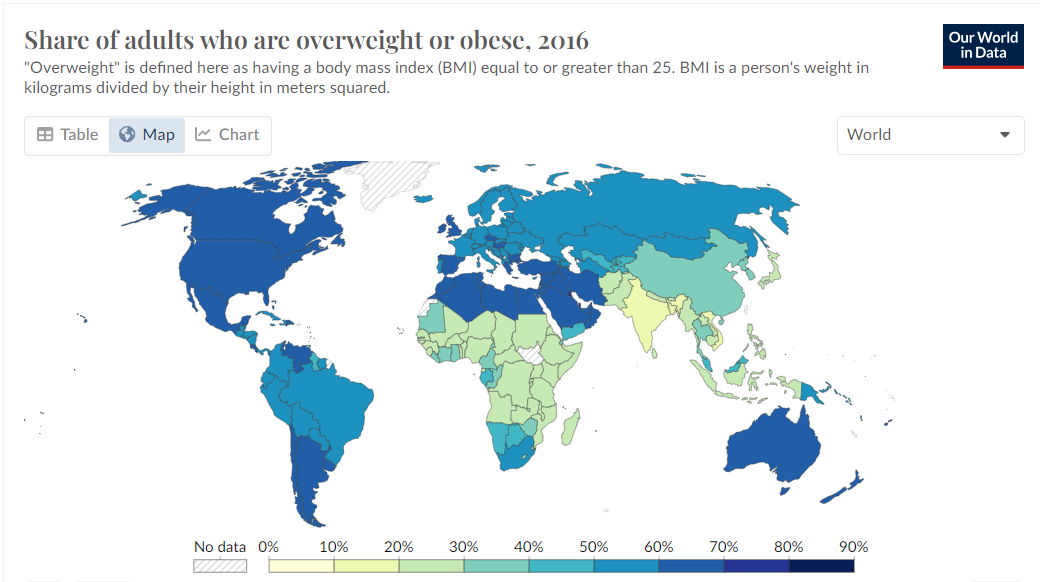 Share of adults who are overweight or obese, 2016
Our World
in Data
"Overweight" is defined here as having a body mass index (BMI) equal to or greater than 25. BMI is a person's weight in
kilograms divided by their height in meters squared.
Table Map Chart World
No data 0% 10% 20% 30% 40% 50% 60% 70% 80% 90%